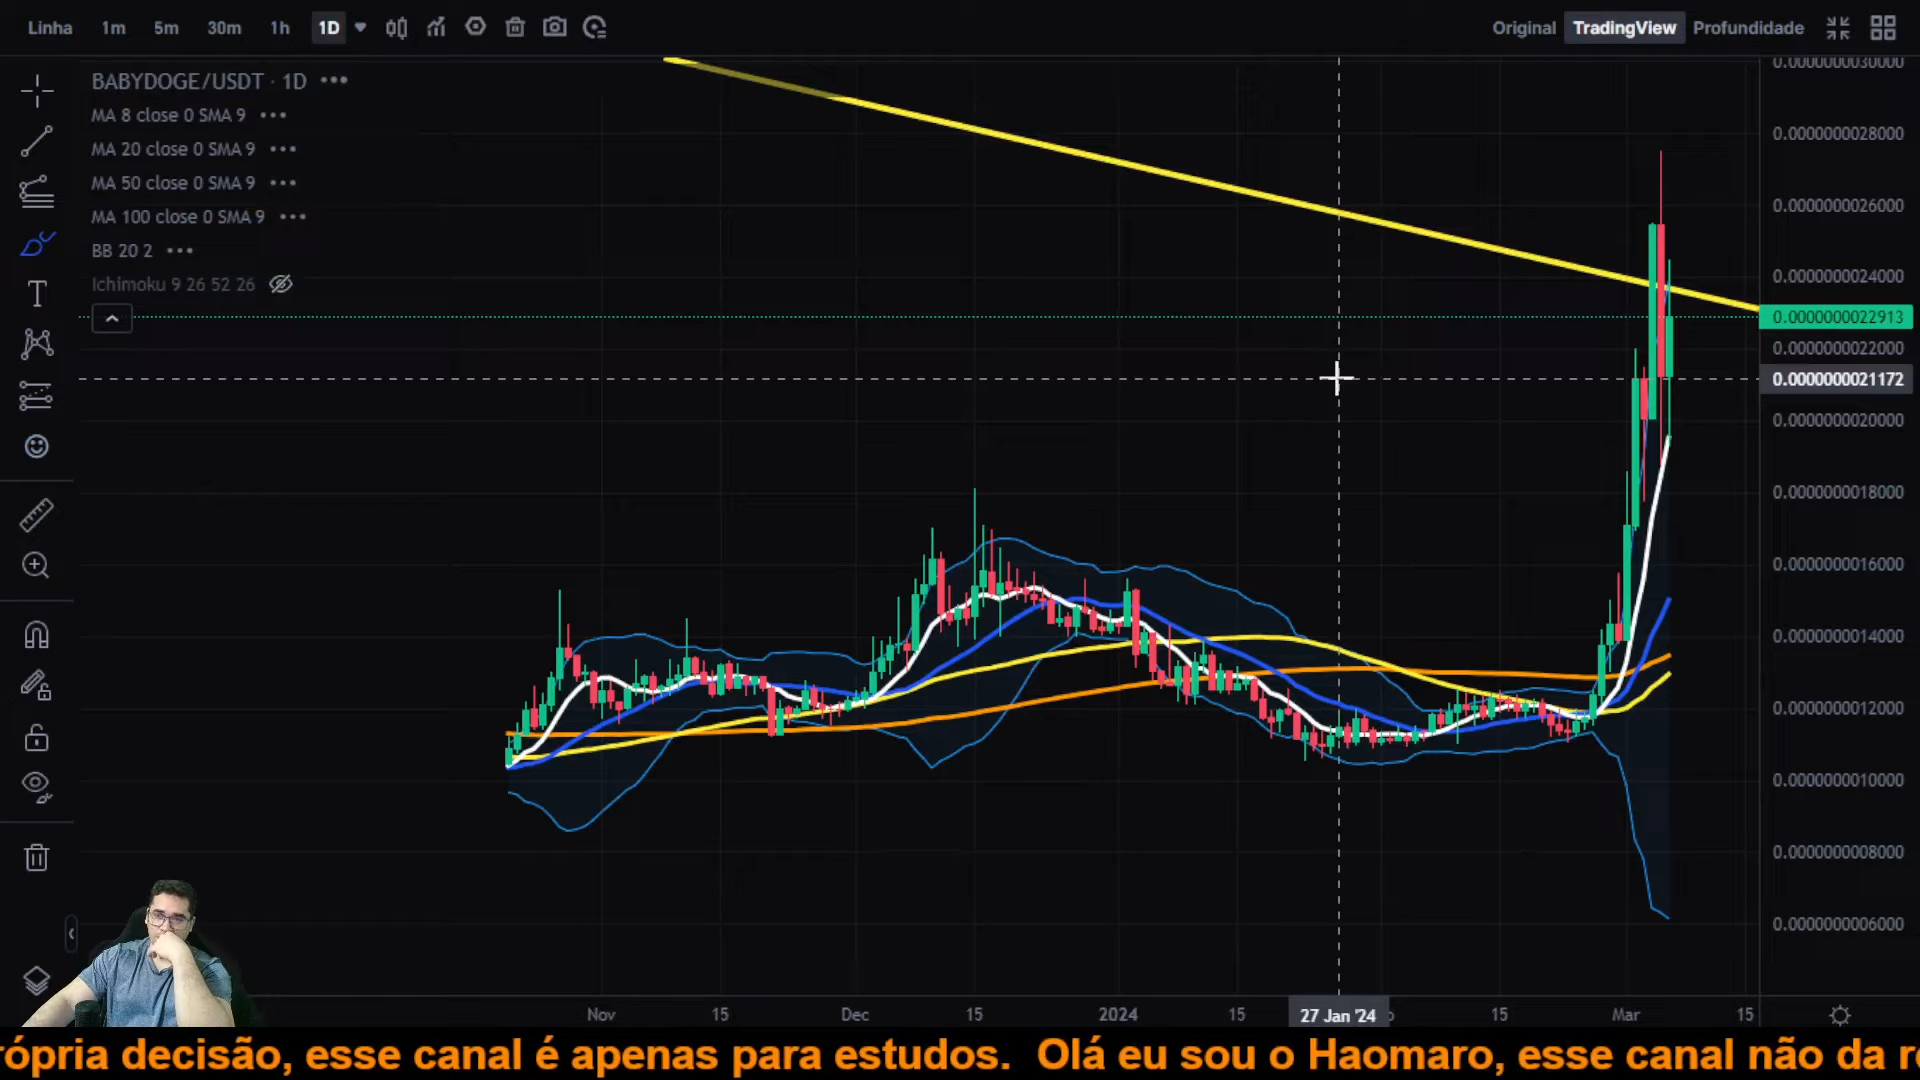 Linha 1m 5m 30m 1h 1D Original TradingView Profundidade
BABYDOGE/USDT · 1D
MA 8 close 0 SMA 9
MA 20 close 0 SMA 9
MA 50 close 0 SMA 9
MA 100 close 0 SMA 9
BB 20 2
Ichimoku 9 26 52 26
0.0000000030000
0.0000000028000
0.0000000026000
0.0000000024000
0.0000000022913
0.0000000022000
0.0000000021172
0.0000000020000
0.0000000018000
0.0000000016000
0.0000000014000
0.0000000012000
0.0000000010000
0.0000000008000
0.0000000006000
Nov 15 Dec 15 2024 15 27 Jan '24 15 Mar 15
rópria decisão, esse canal é apenas para estudos. Olá eu sou o Haomaro, esse canal não da re